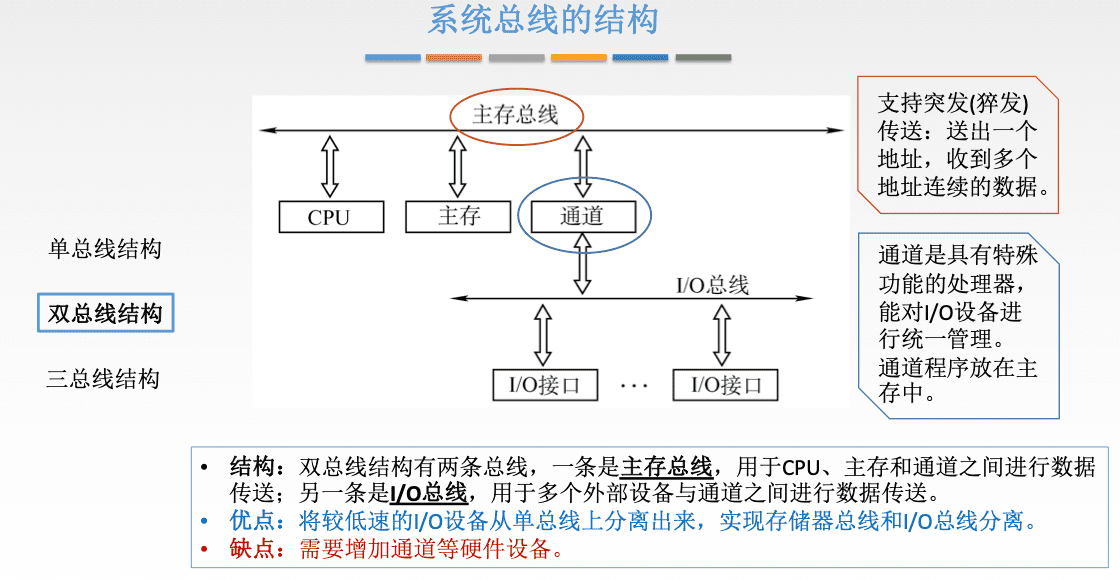 系统总线的结构
主存总线
CPU
主存
通道
I/O总线
I/O接口
···
I/O接口
支持突发(猝发)
传送：送出一个
地址，收到多个
地址连续的数据。
单总线结构
双总线结构
三总线结构
通道是具有特殊
功能的处理器，
能对I/O设备进
行统一管理。
通道程序放在主
存中。
• 结构：双总线结构有两条总线，一条是主存总线，用于CPU、主存和通道之间进行数据
传送；另一条是I/O总线，用于多个外部设备与通道之间进行数据传送。
• 优点：将较低速的I/O设备从单总线上分离出来，实现存储器总线和I/O总线分离。
• 缺点：需要增加通道等硬件设备。